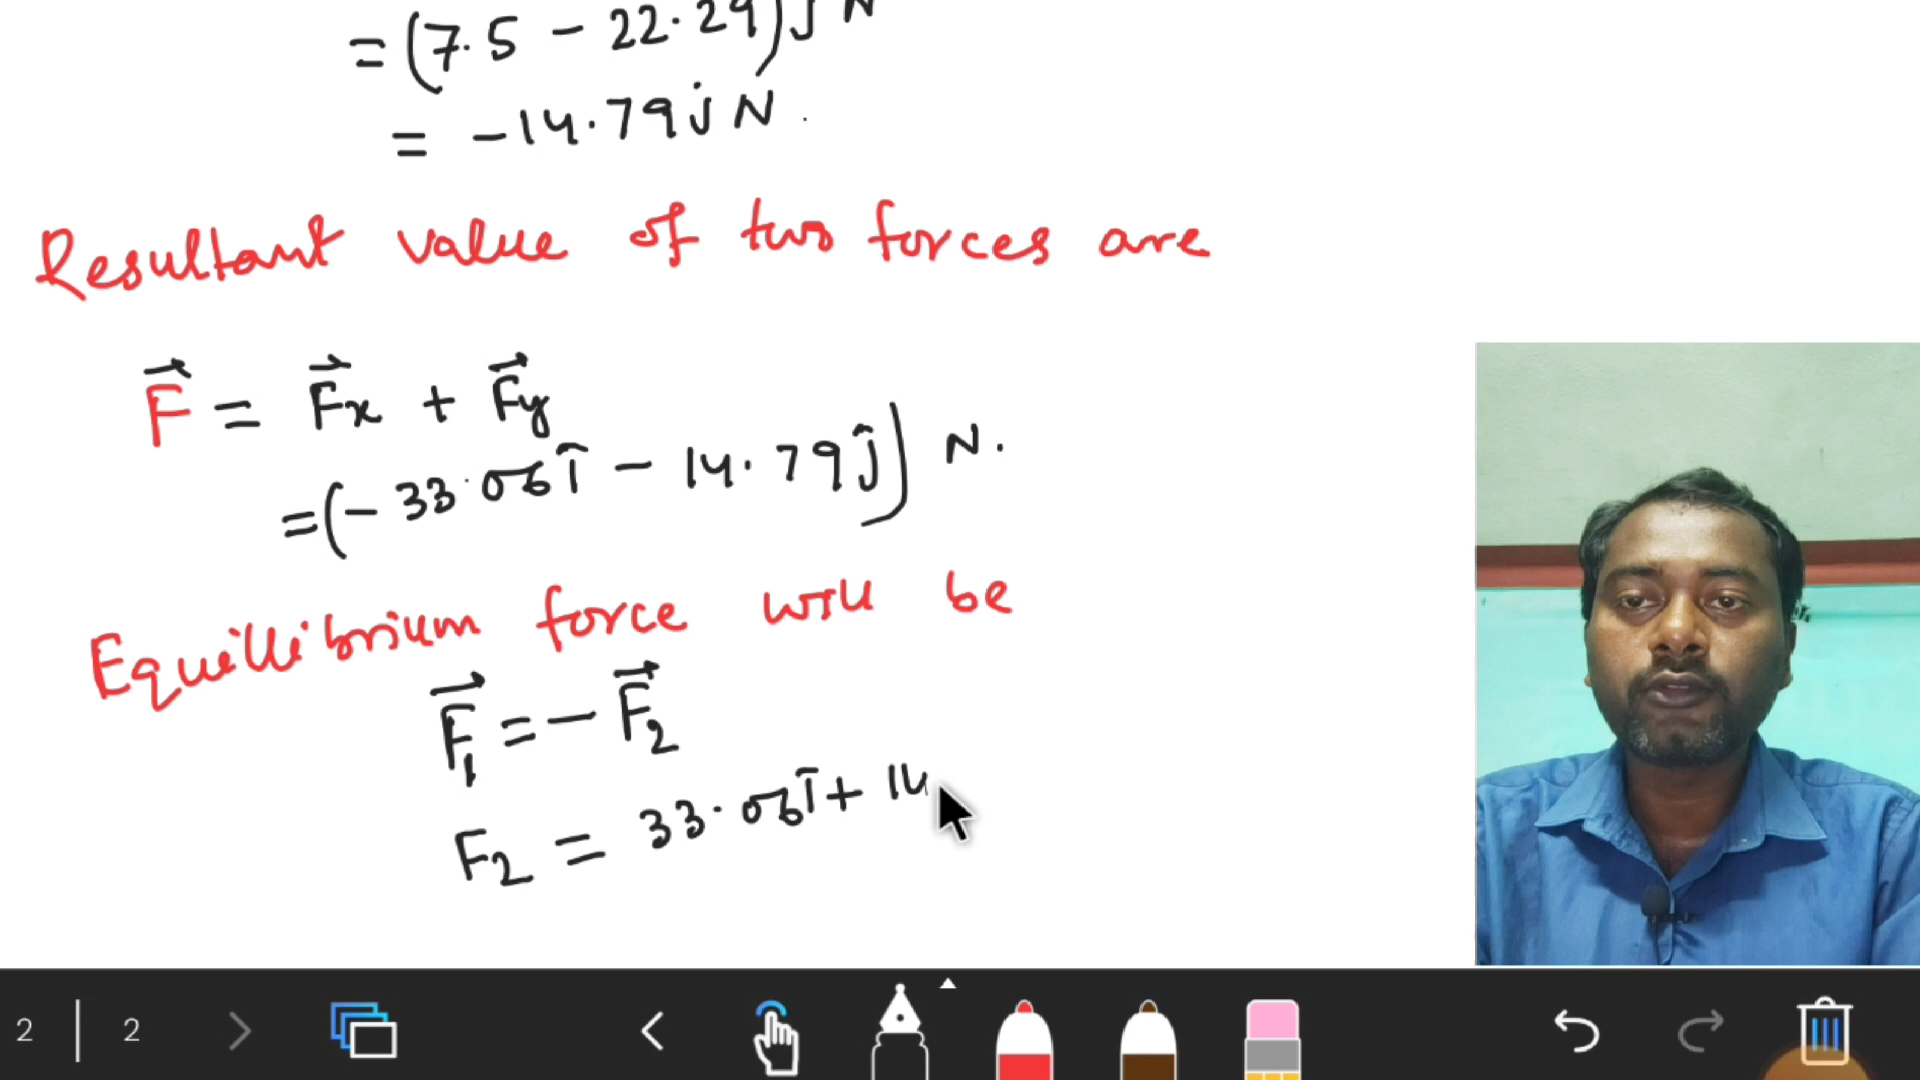 = (7.5 - 22.29)ĵ N
= -14.79ĵ N.
Resultant value of two forces are
F⃗ = F⃗x + F⃗y
=(-33.06î - 14.79ĵ) N.
Equillibrium force will be
F⃗₁ = - F⃗₂
F₂ = 33.06î + 14
2 | 2